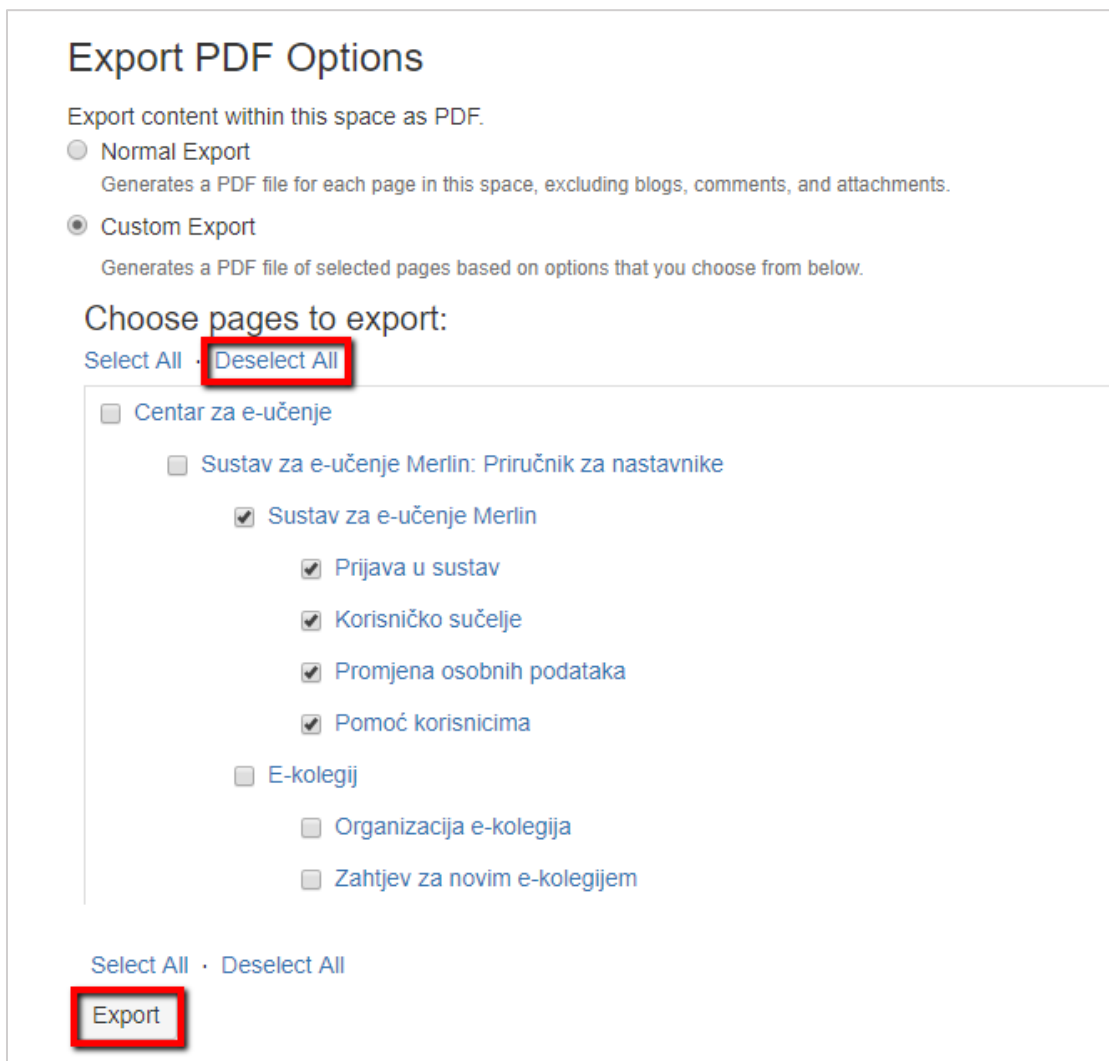 Export PDF Options
Export content within this space as PDF.
Normal Export
Generates a PDF file for each page in this space, excluding blogs, comments, and attachments.
Custom Export
Generates a PDF file of selected pages based on options that you choose from below.
Choose pages to export:
Select All · Deselect All
Centar za e-učenje
Sustav za e-učenje Merlin: Priručnik za nastavnike
Sustav za e-učenje Merlin
Prijava u sustav
Korisničko sučelje
Promjena osobnih podataka
Pomoć korisnicima
E-kolegij
Organizacija e-kolegija
Zahtjev za novim e-kolegijem
Select All · Deselect All
Export